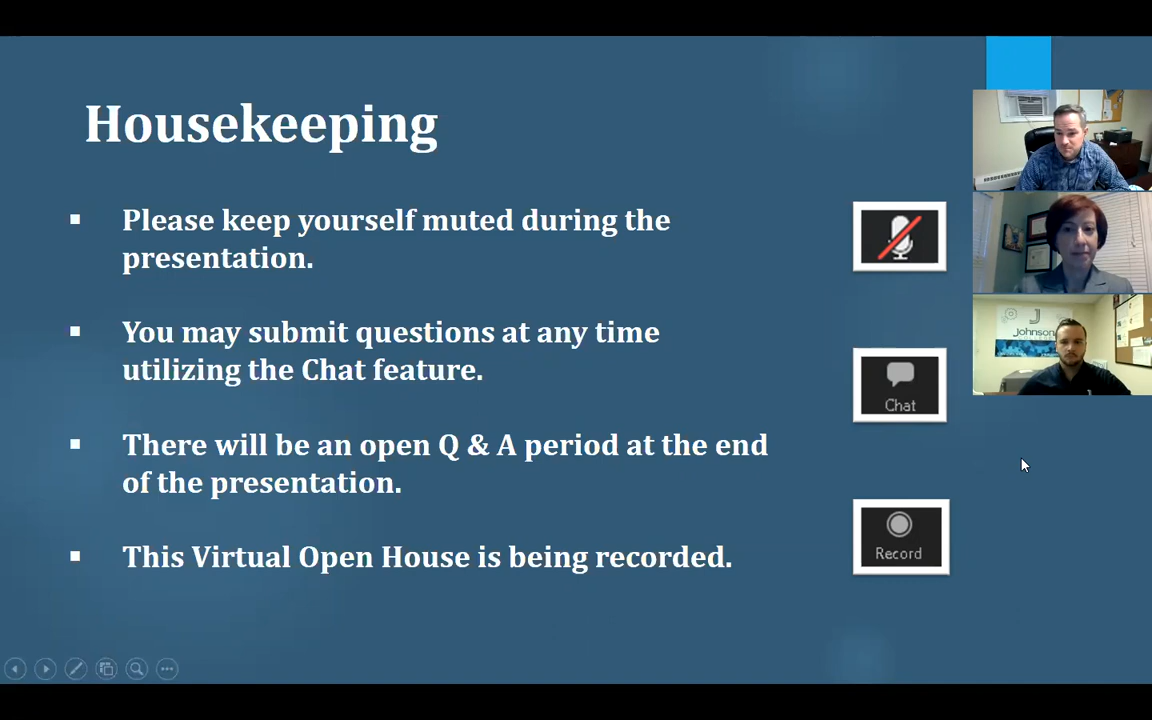 Housekeeping
▪ Please keep yourself muted during the
presentation.
▪ You may submit questions at any time
utilizing the Chat feature.
▪ There will be an open Q & A period at the end
of the presentation.
▪ This Virtual Open House is being recorded.
Chat
Record
J
Johnson